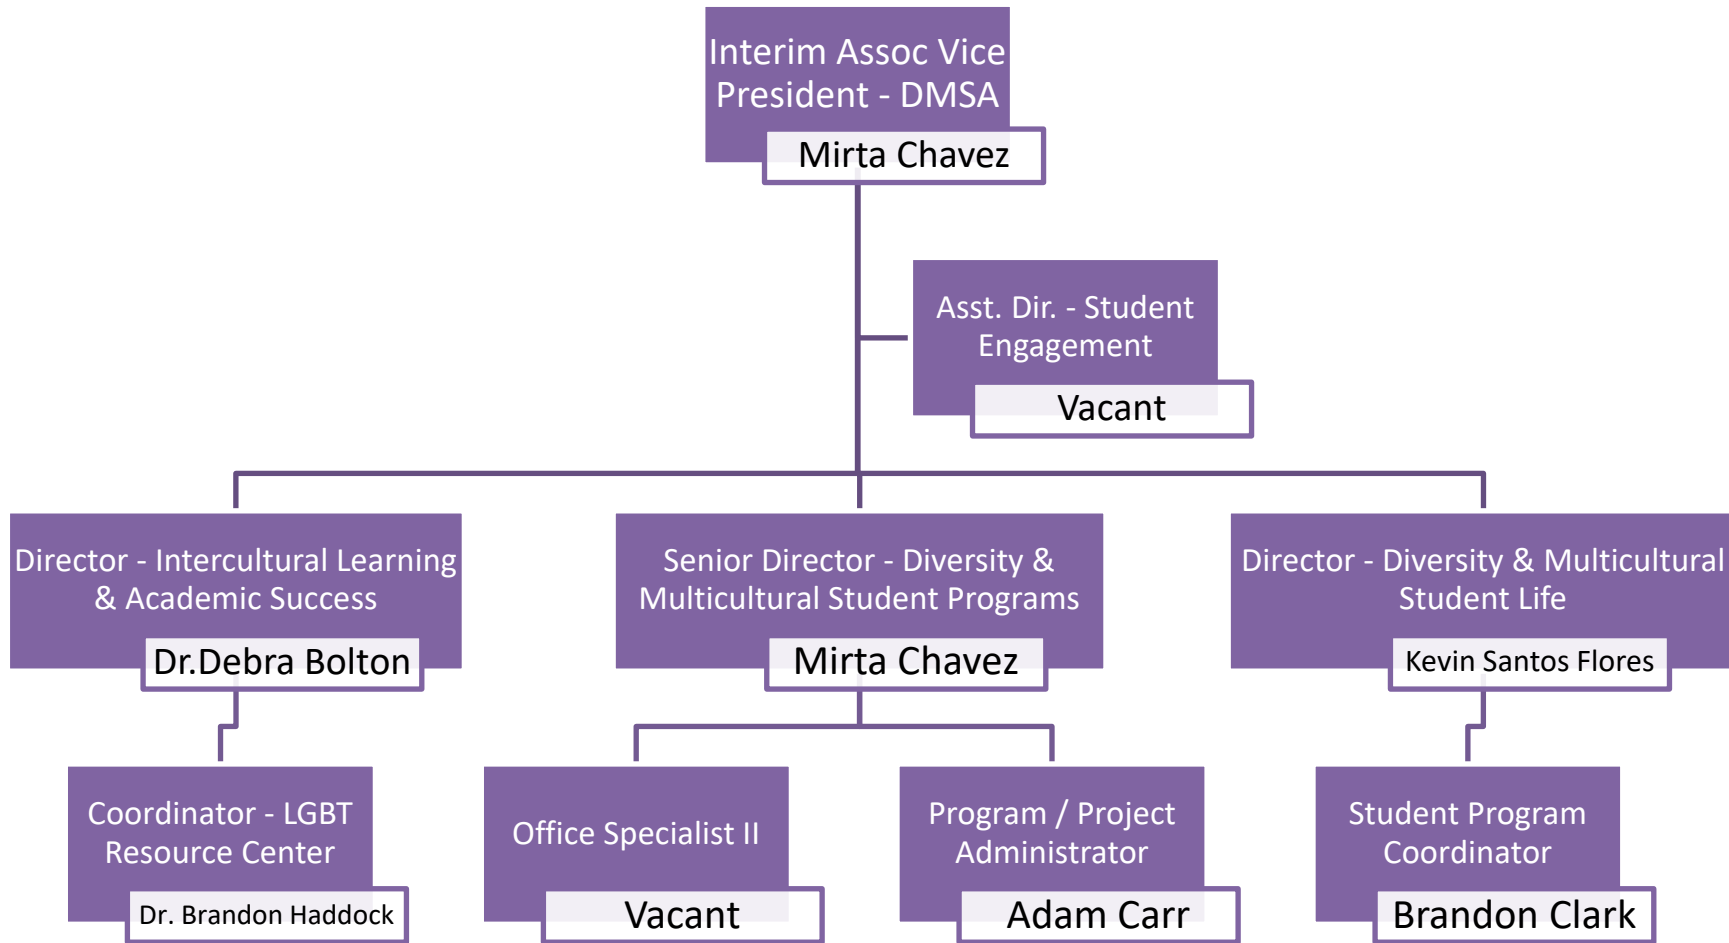 Interim Assoc Vice
President - DMSA
Mirta Chavez
Asst. Dir. - Student
Engagement
Vacant
Director - Intercultural Learning
& Academic Success
Dr.Debra Bolton
Senior Director - Diversity &
Multicultural Student Programs
Mirta Chavez
Director - Diversity & Multicultural
Student Life
Kevin Santos Flores
Coordinator - LGBT
Resource Center
Dr. Brandon Haddock
Office Specialist II
Vacant
Program / Project
Administrator
Adam Carr
Student Program
Coordinator
Brandon Clark